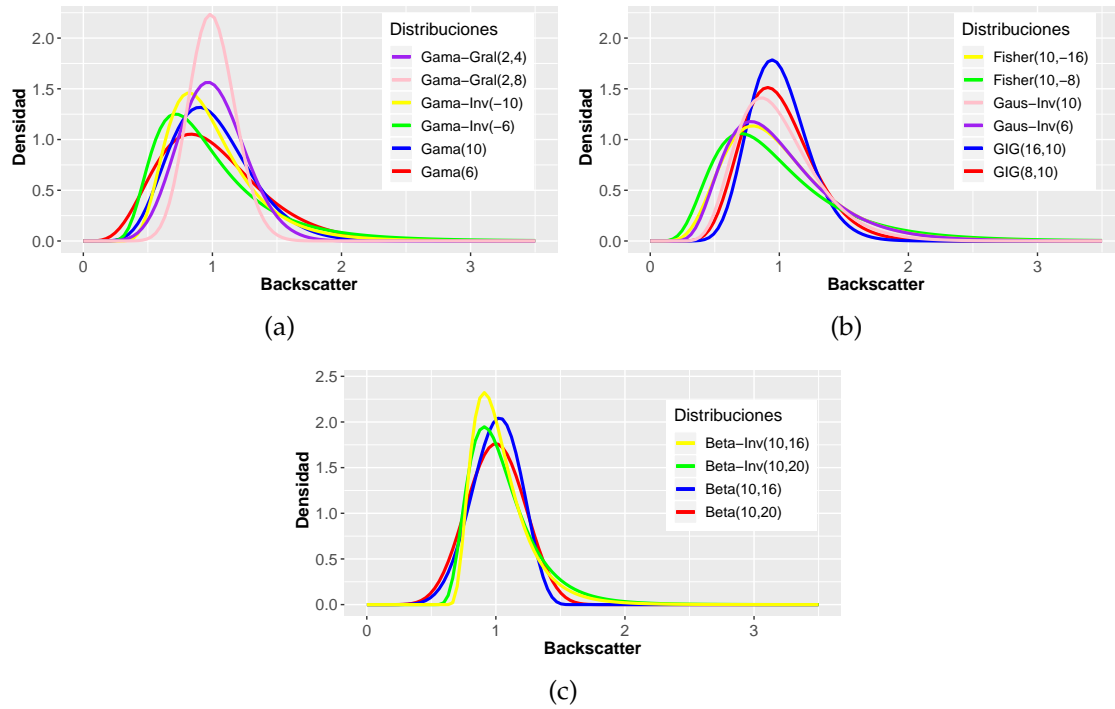 Densidad
2.0
1.5
1.0
0.5
0.0
0
1
2
3
Backscatter
Distribuciones
Gama−Gral(2,4)
Gama−Gral(2,8)
Gama−Inv(−10)
Gama−Inv(−6)
Gama(10)
Gama(6)
(a)
Densidad
2.0
1.5
1.0
0.5
0.0
0
1
2
3
Backscatter
Distribuciones
Fisher(10,−16)
Fisher(10,−8)
Gaus−Inv(10)
Gaus−Inv(6)
GIG(16,10)
GIG(8,10)
(b)
Densidad
2.5
2.0
1.5
1.0
0.5
0.0
0
1
2
3
Backscatter
Distribuciones
Beta−Inv(10,16)
Beta−Inv(10,20)
Beta(10,16)
Beta(10,20)
(c)